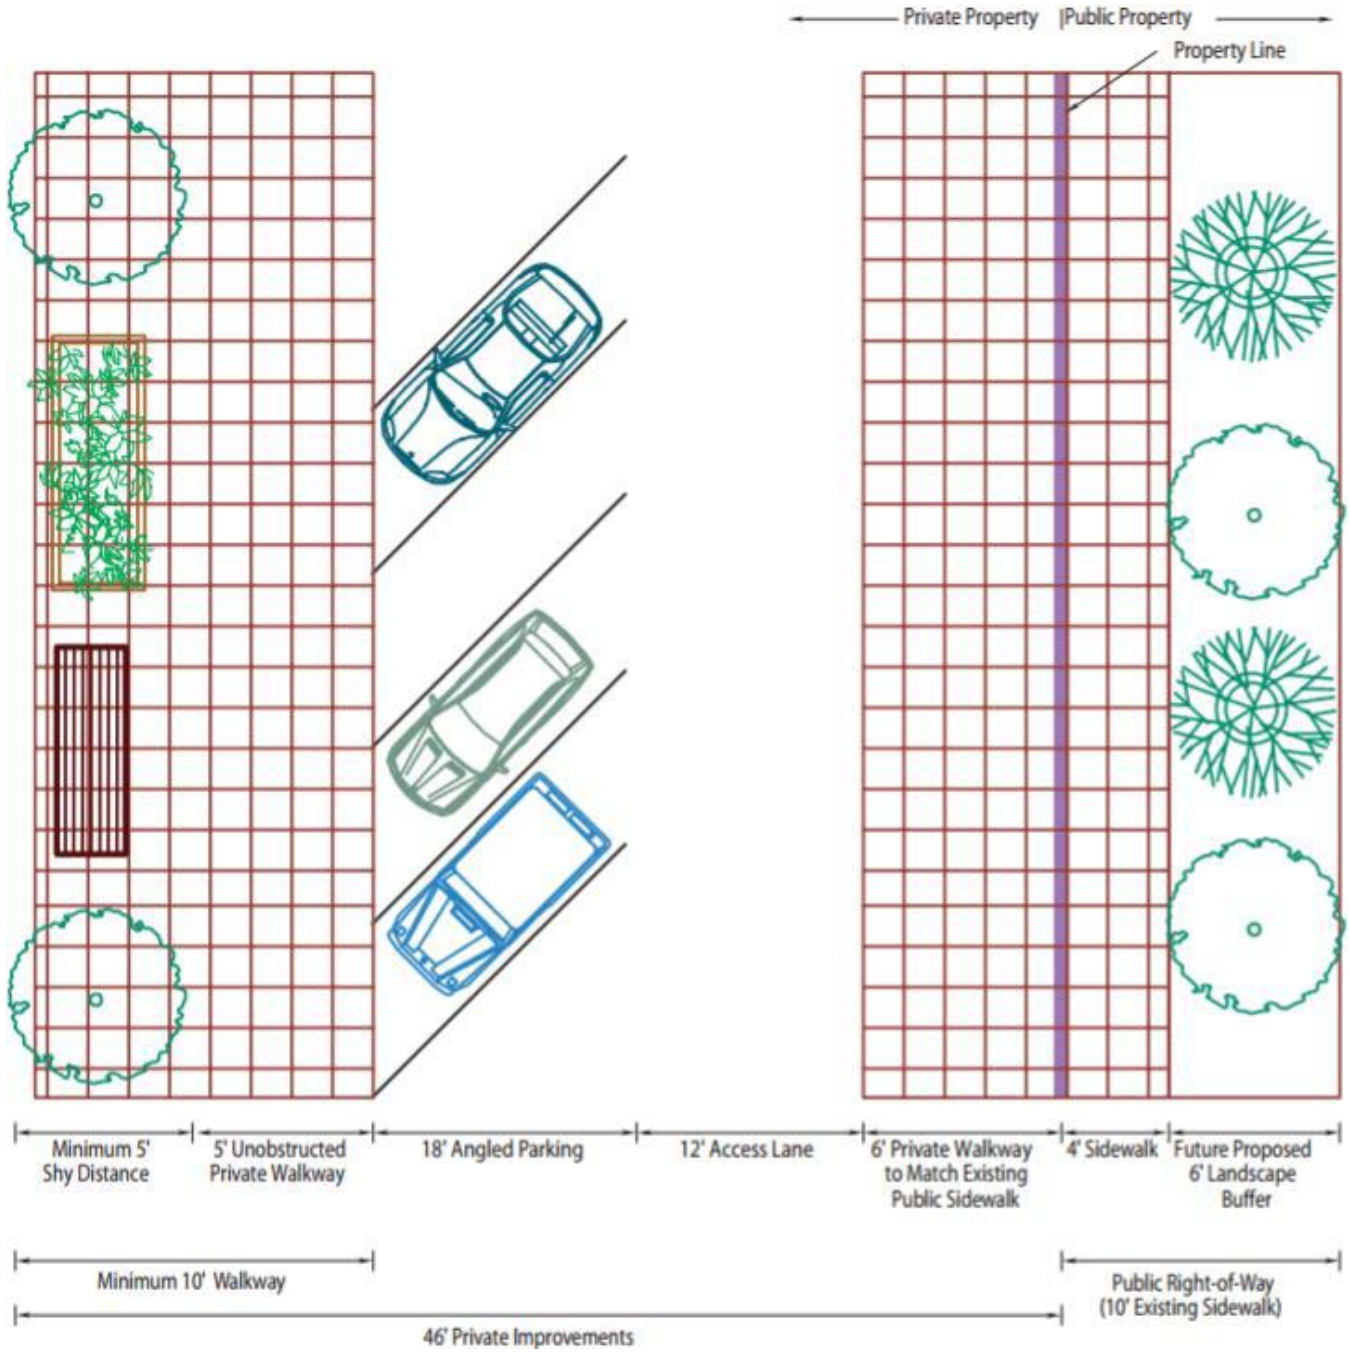 Private Property |Public Property
Property Line
Minimum 5'
Shy Distance
5' Unobstructed
Private Walkway
18' Angled Parking
12' Access Lane
6' Private Walkway
to Match Existing
Public Sidewalk
4' Sidewalk
Future Proposed
6' Landscape
Buffer
Minimum 10' Walkway
Public Right-of-Way
(10' Existing Sidewalk)
46' Private Improvements